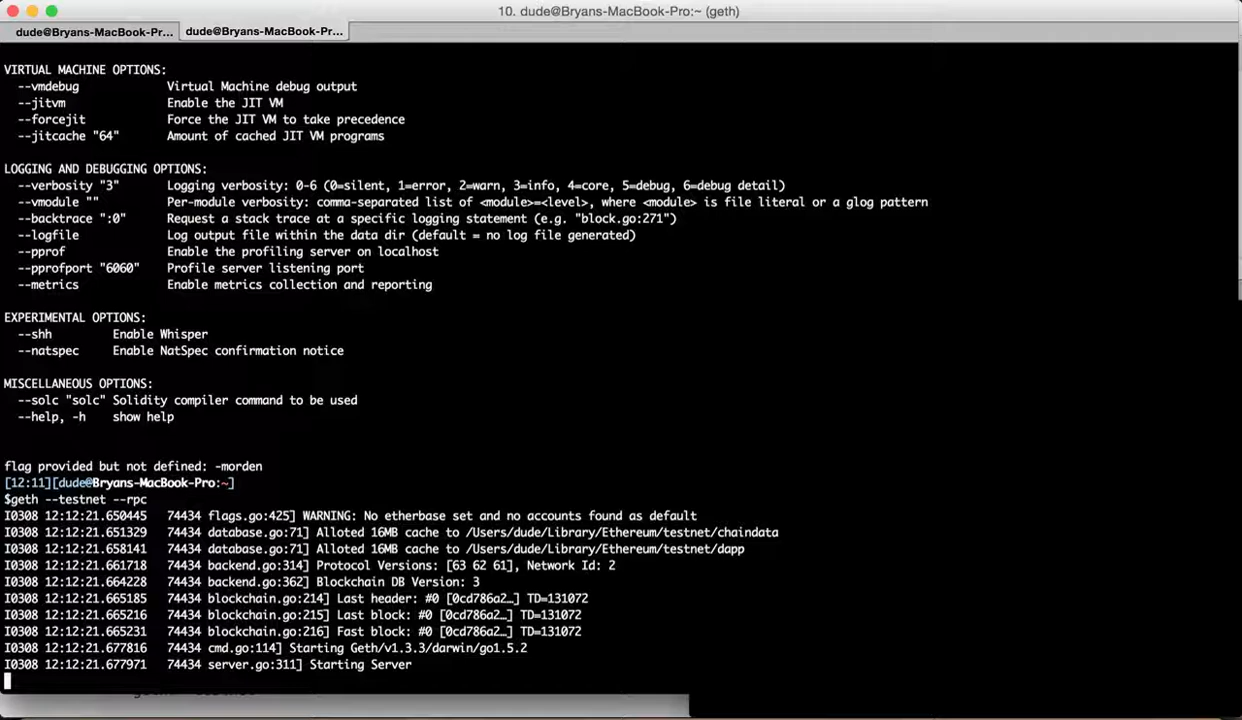 10. dude@Bryans-MacBook-Pro:~ (geth)
dude@Bryans-MacBook-Pr... dude@Bryans-MacBook-Pr...
VIRTUAL MACHINE OPTIONS:
--vmdebug Virtual Machine debug output
--jitvm Enable the JIT VM
--forcejit Force the JIT VM to take precedence
--jitcache "64" Amount of cached JIT VM programs
LOGGING AND DEBUGGING OPTIONS:
--verbosity "3" Logging verbosity: 0-6 (0=silent, 1=error, 2=warn, 3=info, 4=core, 5=debug, 6=debug detail)
--vmodule "" Per-module verbosity: comma-separated list of <module>=<level>, where <module> is file literal or a glog pattern
--backtrace ":0" Request a stack trace at a specific logging statement (e.g. "block.go:271")
--logfile Log output file within the data dir (default = no log file generated)
--pprof Enable the profiling server on localhost
--pprofport "6060" Profile server listening port
--metrics Enable metrics collection and reporting
EXPERIMENTAL OPTIONS:
--shh Enable Whisper
--natspec Enable NatSpec confirmation notice
MISCELLANEOUS OPTIONS:
--solc "solc" Solidity compiler command to be used
--help, -h show help
flag provided but not defined: -morden
[12:11][dude@Bryans-MacBook-Pro:~]
$geth --testnet --rpc
I0308 12:12:21.650445 74434 flags.go:425] WARNING: No etherbase set and no accounts found as default
I0308 12:12:21.651329 74434 database.go:71] Alloted 16MB cache to /Users/dude/Library/Ethereum/testnet/chaindata
I0308 12:12:21.658141 74434 database.go:71] Alloted 16MB cache to /Users/dude/Library/Ethereum/testnet/dapp
I0308 12:12:21.661718 74434 backend.go:314] Protocol Versions: [63 62 61], Network Id: 2
I0308 12:12:21.664228 74434 backend.go:362] Blockchain DB Version: 3
I0308 12:12:21.665185 74434 blockchain.go:214] Last header: #0 [0cd786a2…] TD=131072
I0308 12:12:21.665216 74434 blockchain.go:215] Last block: #0 [0cd786a2…] TD=131072
I0308 12:12:21.665231 74434 blockchain.go:216] Fast block: #0 [0cd786a2…] TD=131072
I0308 12:12:21.677816 74434 cmd.go:114] Starting Geth/v1.3.3/darwin/go1.5.2
I0308 12:12:21.677971 74434 server.go:311] Starting Server